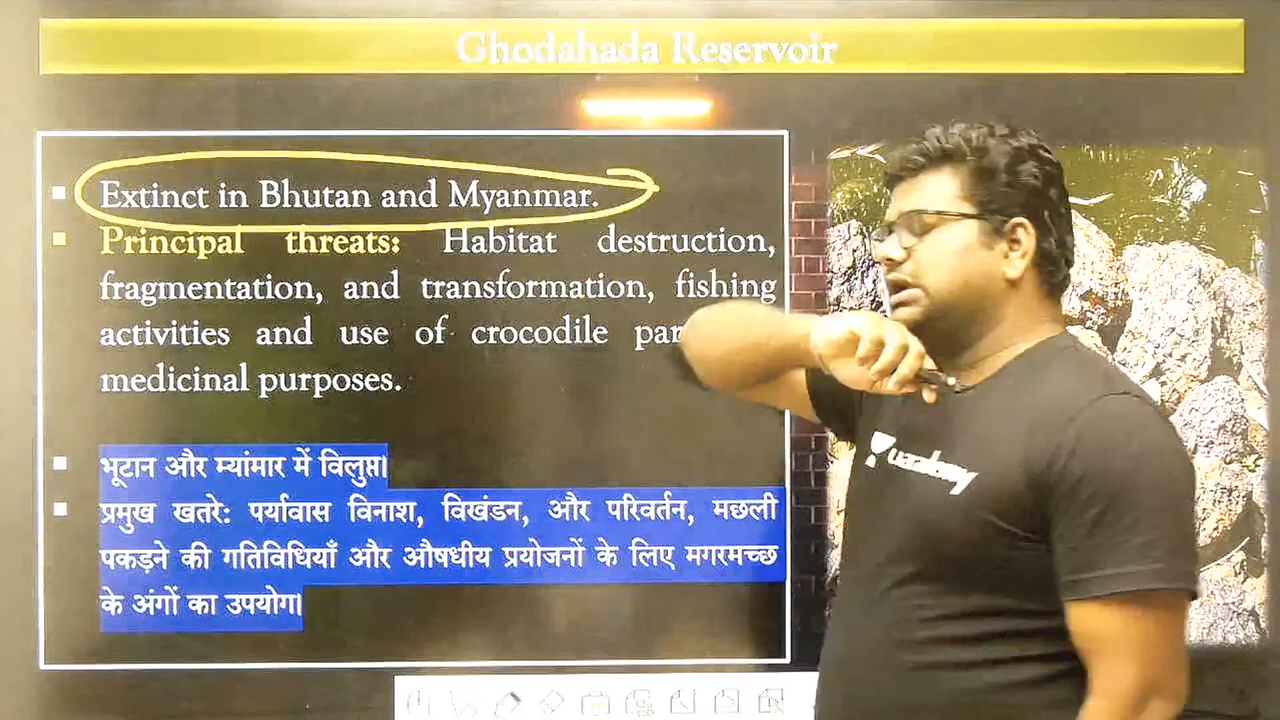 Ghodahada Reservoir
Extinct in Bhutan and Myanmar.
Principal threats: Habitat destruction,
fragmentation, and transformation, fishing
activities and use of crocodile
medicinal purposes.
भूटान और म्यांमार में विलुप्त।
प्रमुख खतरे: पर्यावास विनाश, विखंडन, और परिवर्तन, मछली
पकड़ने की गतिविधियाँ और औषधीय प्रयोजनों के लिए मगरमच्छ
के अंगों का उपयोग।